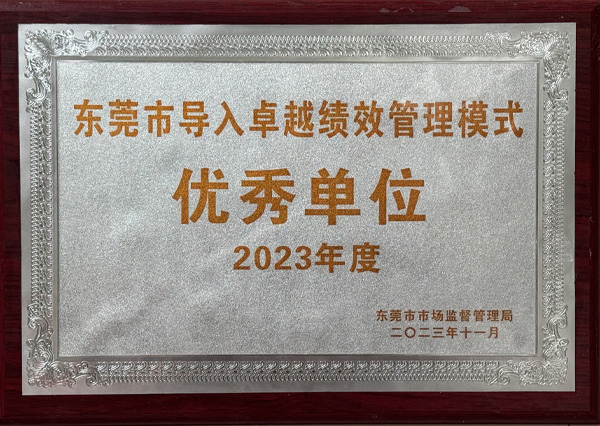 东莞市导入卓越绩效管理模式
优秀单位
2023年度
东莞市市场监督管理局
二〇二三年十一月